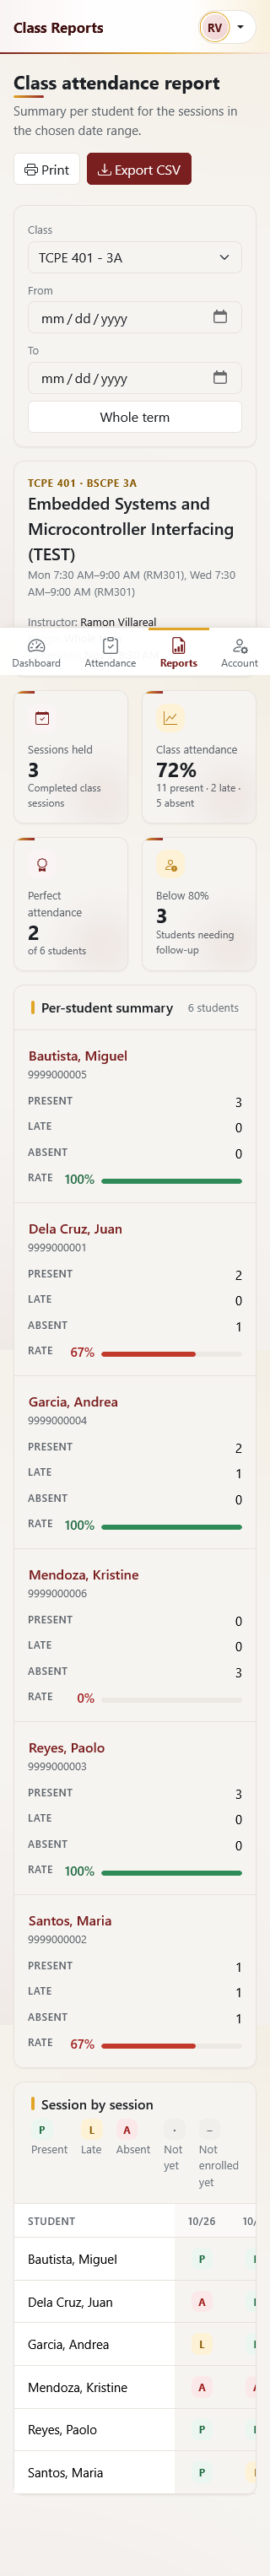 Class Reports
RV
Class attendance report
Summary per student for the sessions in
the chosen date range.
Print
Export CSV
Class
TCPE 401 - 3A
From
mm/dd/yyyy
To
mm/dd/yyyy
Whole term
TCPE 401 · BSCPE 3A
Embedded Systems and
Microcontroller Interfacing
(TEST)
Mon 7:30 AM–9:00 AM (RM301), Wed 7:30
AM–9:00 AM (RM301)
Instructor: Ramon Villareal
Dashboard
Attendance
Reports
Account
Sessions held
3
Completed class
sessions
Class attendance
72%
11 present · 2 late ·
5 absent
Perfect
attendance
2
of 6 students
Below 80%
3
Students needing
follow-up
Per-student summary
6 students
Bautista, Miguel
9999000005
PRESENT 3
LATE 0
ABSENT 0
RATE 100%
Dela Cruz, Juan
9999000001
PRESENT 2
LATE 0
ABSENT 1
RATE 67%
Garcia, Andrea
9999000004
PRESENT 2
LATE 1
ABSENT 0
RATE 100%
Mendoza, Kristine
9999000006
PRESENT 0
LATE 0
ABSENT 3
RATE 0%
Reyes, Paolo
9999000003
PRESENT 3
LATE 0
ABSENT 0
RATE 100%
Santos, Maria
9999000002
PRESENT 1
LATE 1
ABSENT 1
RATE 67%
Session by session
P L A · –
Present Late Absent Not Not
yet enrolled
yet
STUDENT 10/26 10/
Bautista, Miguel P
Dela Cruz, Juan A
Garcia, Andrea L
Mendoza, Kristine A
Reyes, Paolo P
Santos, Maria P